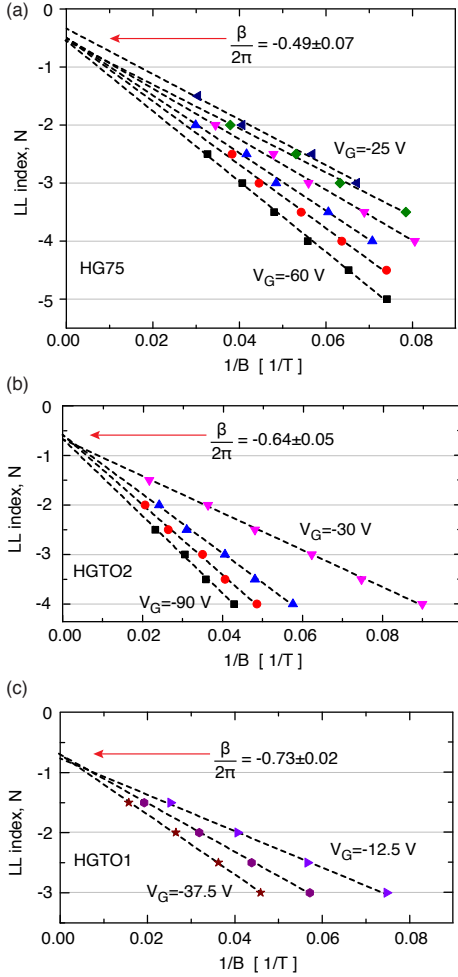 (a)
0
-1
-2
-3
-4
-5
LL index, N
β/2π = -0.49±0.07
V_G=-25 V
V_G=-60 V
HG75
0.00 0.02 0.04 0.06 0.08
1/B [ 1/T ]
(b)
0
-1
-2
-3
-4
LL index, N
β/2π = -0.64±0.05
V_G=-30 V
HGTO2
V_G=-90 V
0.00 0.02 0.04 0.06 0.08
1/B [ 1/T ]
(c)
0
-1
-2
-3
LL index, N
β/2π = -0.73±0.02
V_G=-12.5 V
HGTO1
V_G=-37.5 V
0.00 0.02 0.04 0.06 0.08
1/B [ 1/T ]